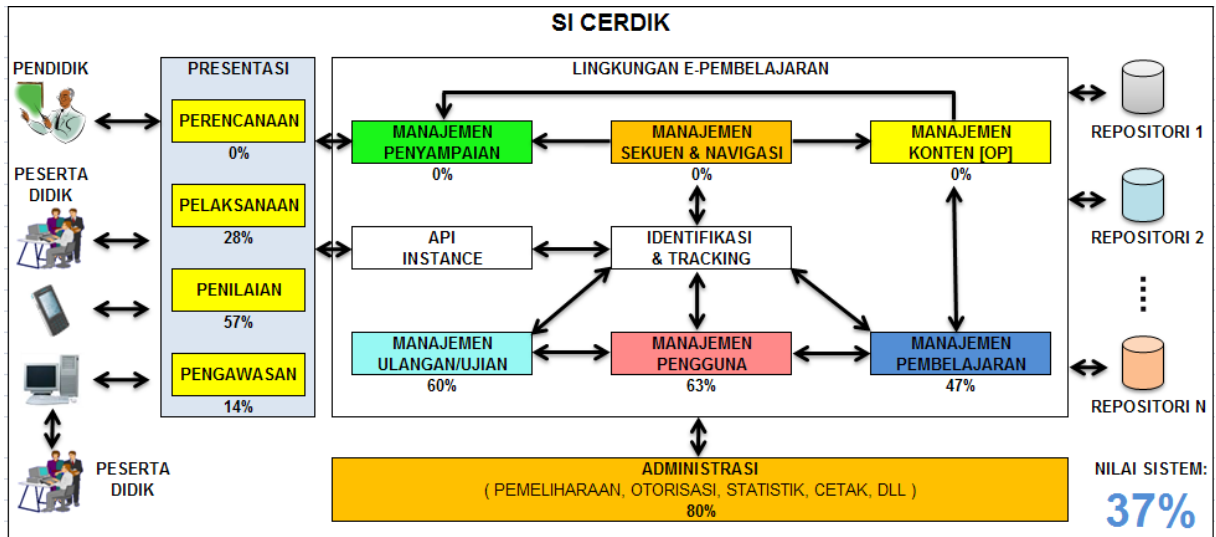 SI CERDIK
PENDIDIK
PRESENTASI
LINGKUNGAN E-PEMBELAJARAN
PERENCANAAN
0%
MANAJEMEN
PENYAMPAIAN
0%
MANAJEMEN
SEKUEN & NAVIGASI
0%
MANAJEMEN
KONTEN [OP]
0%
REPOSITORI 1
PESERTA
DIDIK
PELAKSANAAN
28%
API
INSTANCE
IDENTIFIKASI
& TRACKING
REPOSITORI 2
PENILAIAN
57%
PENGAWASAN
14%
MANAJEMEN
ULANGAN/UJIAN
60%
MANAJEMEN
PENGGUNA
63%
MANAJEMEN
PEMBELAJARAN
47%
REPOSITORI N
PESERTA
DIDIK
ADMINISTRASI
( PEMELIHARAAN, OTORISASI, STATISTIK, CETAK, DLL )
80%
NILAI SISTEM:
37%